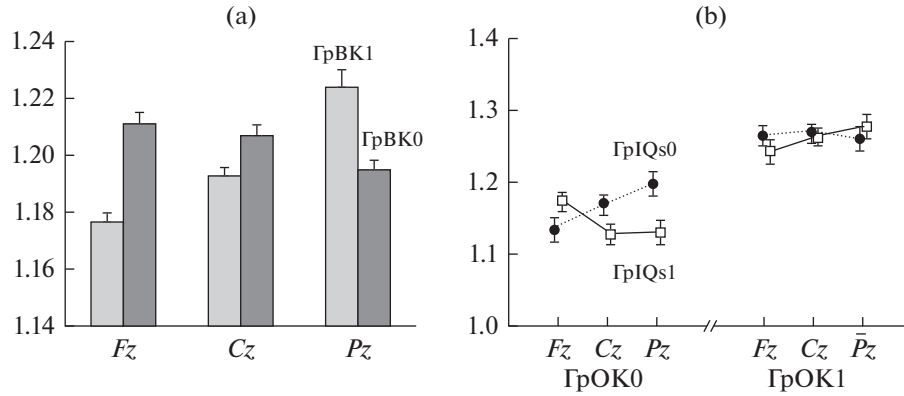 (a)
1.24
1.22
1.20
1.18
1.16
1.14
ГрВК1
ГрВК0
Fz Cz Pz
(b)
1.4
1.3
1.2
1.1
1.0
ГрIQs0
ГрIQs1
Fz Cz Pz Fz Cz P̄z
ГрОК0 ГрОК1